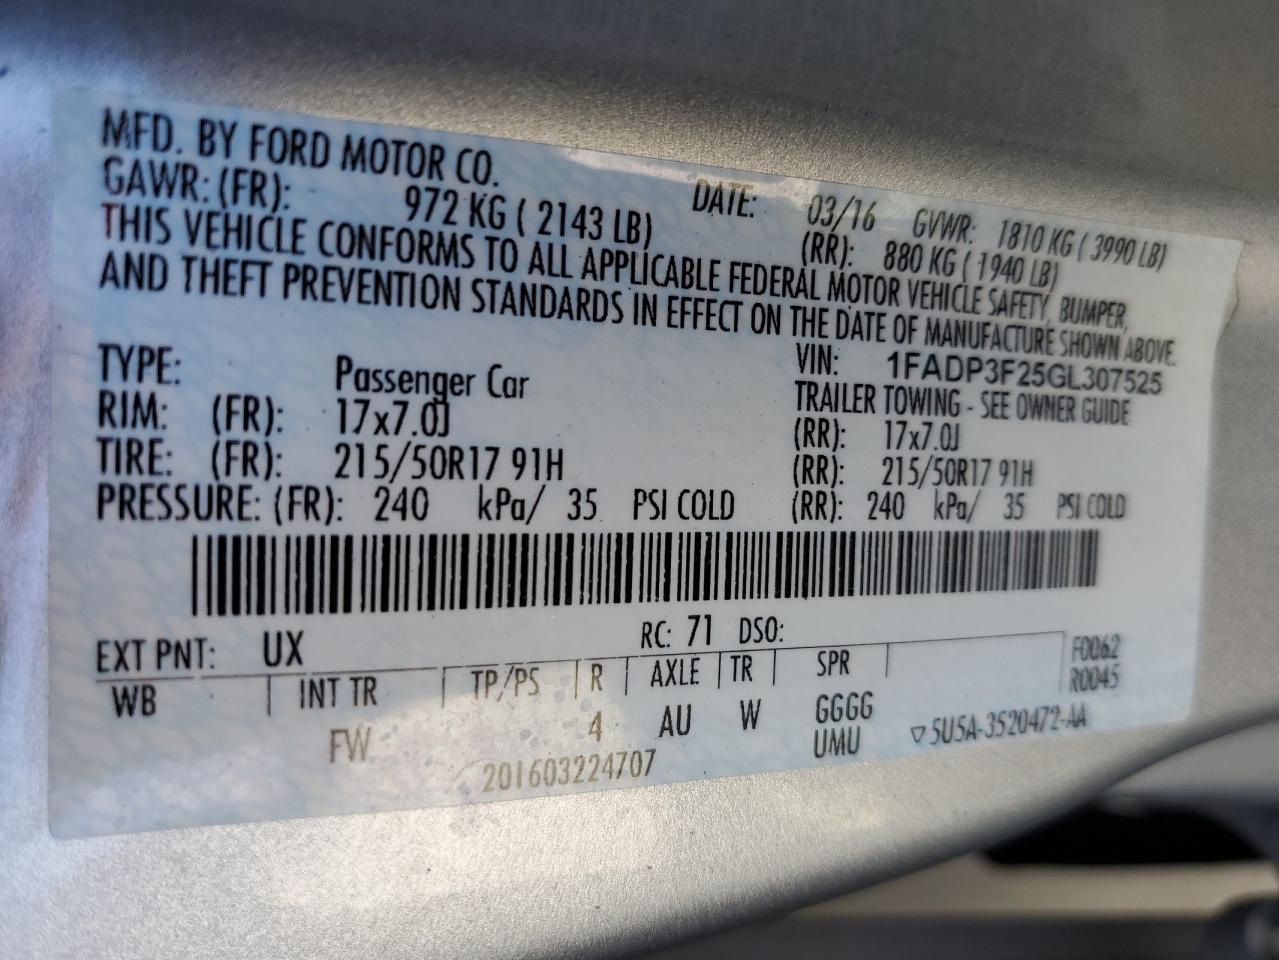 MFD. BY FORD MOTOR CO. DATE: 03/16 GVWR: 1810 KG ( 3990 LB)
GAWR: (FR): 972 KG ( 2143 LB) (RR): 880 KG ( 1940 LB)
THIS VEHICLE CONFORMS TO ALL APPLICABLE FEDERAL MOTOR VEHICLE SAFETY, BUMPER,
AND THEFT PREVENTION STANDARDS IN EFFECT ON THE DATE OF MANUFACTURE SHOWN ABOVE.
VIN: 1FADP3F25GL307525
TYPE: Passenger Car TRAILER TOWING - SEE OWNER GUIDE
RIM: (FR): 17x7.0J (RR): 17x7.0J
TIRE: (FR): 215/50R17 91H (RR): 215/50R17 91H
PRESSURE: (FR): 240 kPa/ 35 PSI COLD (RR): 240 kPa/ 35 PSI COLD
EXT PNT: UX RC: 71 DSO:
WB INT TR TP/PS R AXLE TR SPR F0062
R0045
FW 4 AU W GGGG
UMU ▽5U5A-3520472-AA
201603224707